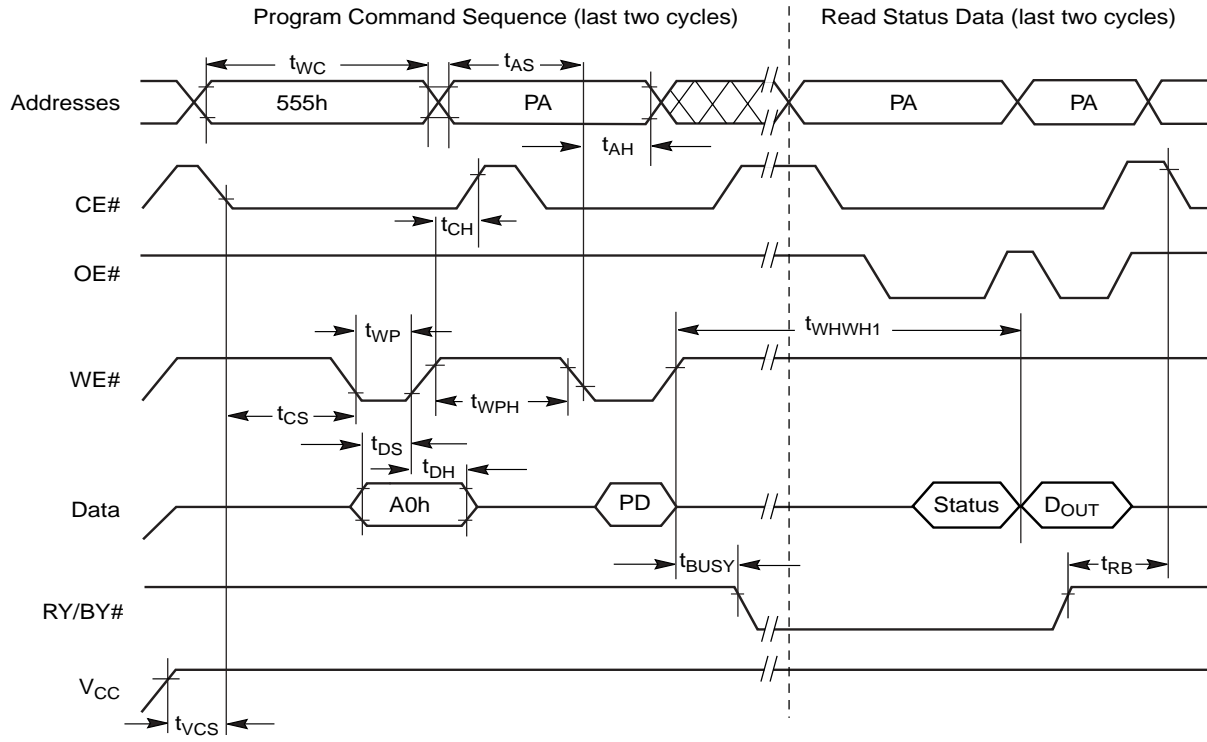 Program Command Sequence (last two cycles)
Read Status Data (last two cycles)
tWC
tAS
Addresses
555h
PA
PA
PA
tAH
CE#
tCH
OE#
tWP
tWHWH1
WE#
tCS
tWPH
tDS
tDH
Data
A0h
PD
Status
DOUT
tBUSY
tRB
RY/BY#
VCC
tVCS